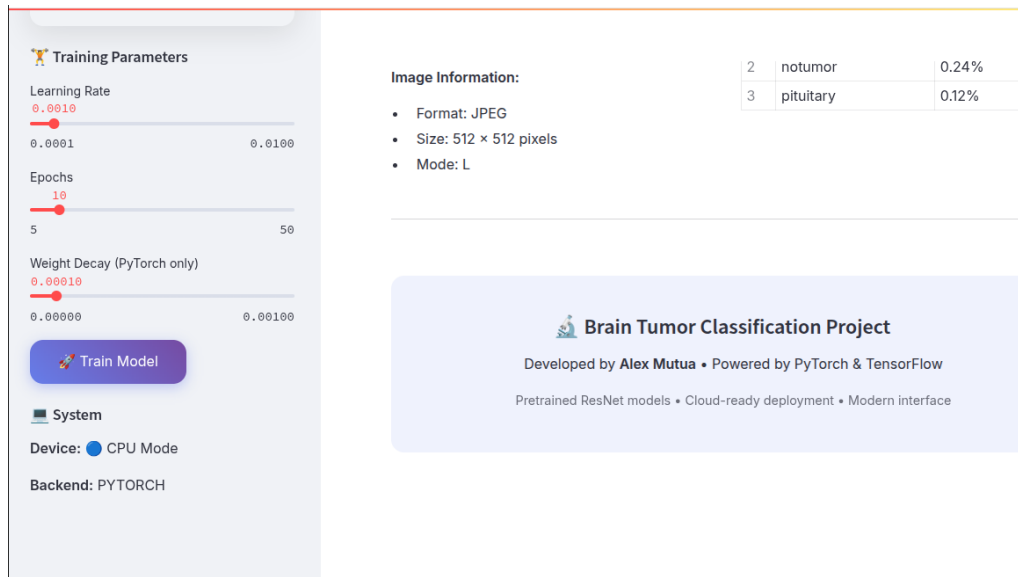 🏋️ Training Parameters
Learning Rate
0.0010
0.0001 0.0100
Epochs
10
5 50
Weight Decay (PyTorch only)
0.00010
0.00000 0.00100
🚀 Train Model
💻 System
Device: 🔵 CPU Mode
Backend: PYTORCH
Image Information:
• Format: JPEG
• Size: 512 × 512 pixels
• Mode: L
2 notumor 0.24%
3 pituitary 0.12%
🔬 Brain Tumor Classification Project
Developed by Alex Mutua • Powered by PyTorch & TensorFlow
Pretrained ResNet models • Cloud-ready deployment • Modern interface